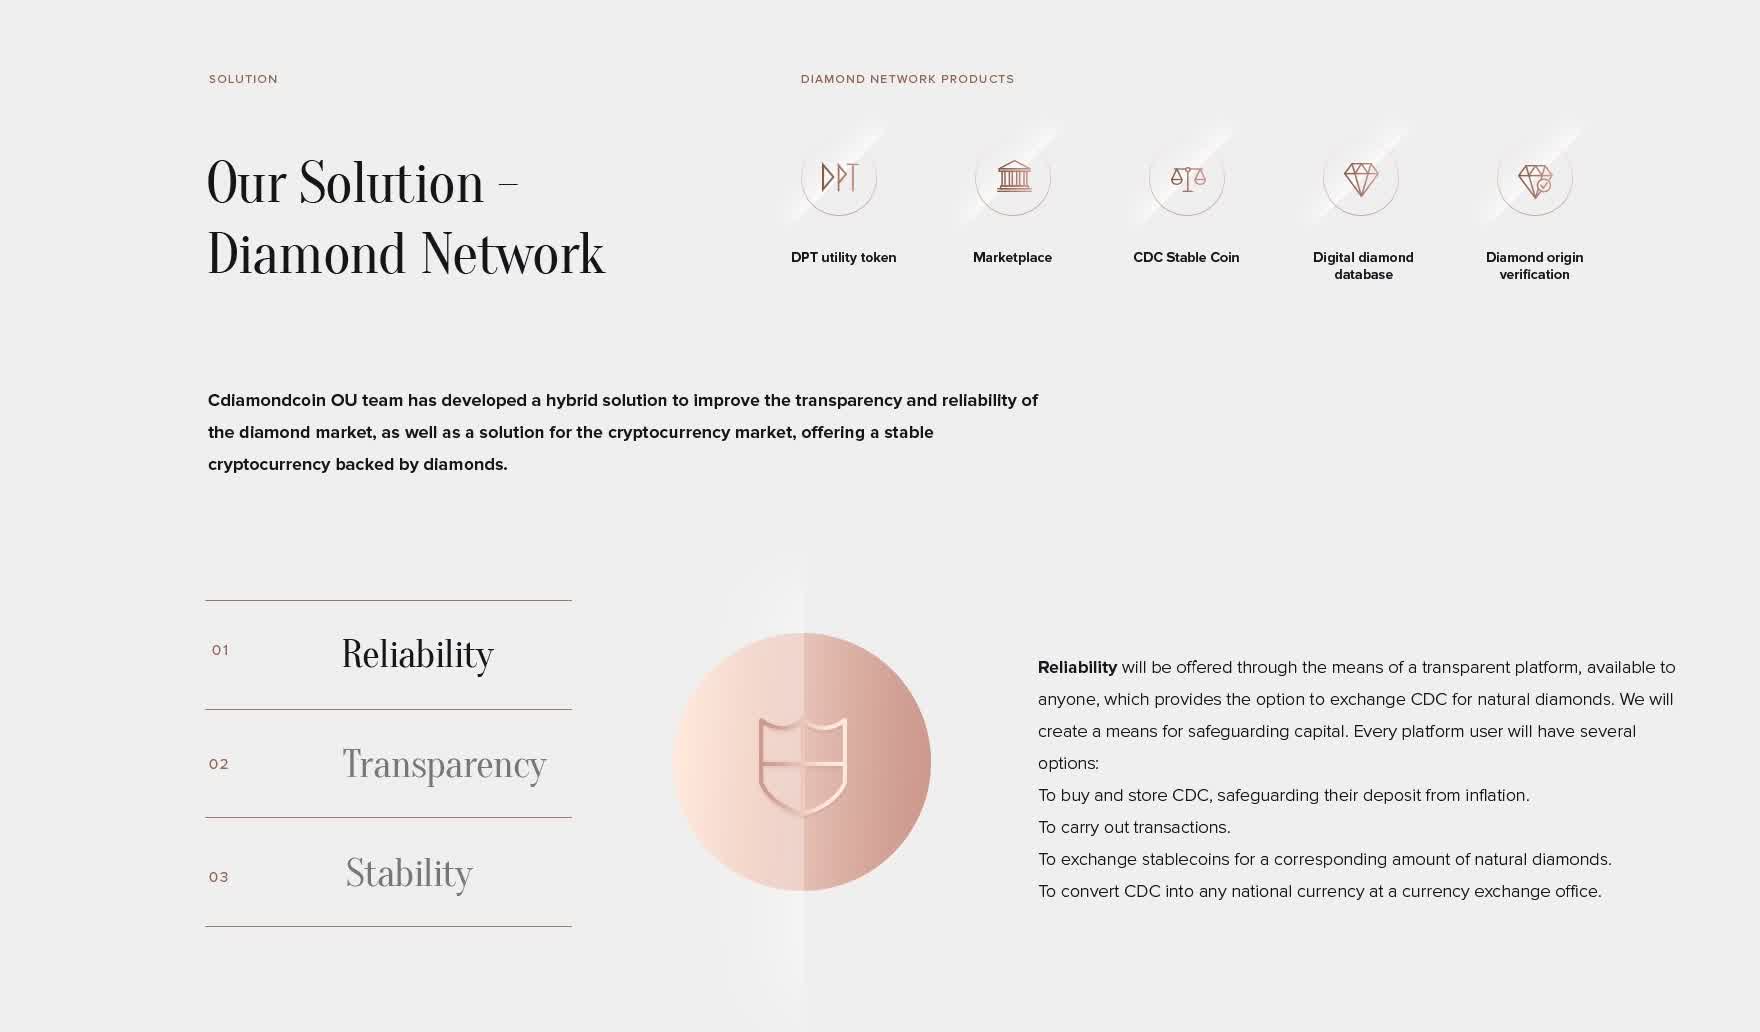 SOLUTION
Our Solution –
Diamond Network
DIAMOND NETWORK PRODUCTS
DPT
DPT utility token
Marketplace
CDC Stable Coin
Digital diamond
database
Diamond origin
verification
Cdiamondcoin OU team has developed a hybrid solution to improve the transparency and reliability of
the diamond market, as well as a solution for the cryptocurrency market, offering a stable
cryptocurrency backed by diamonds.
01 Reliability
02 Transparency
03 Stability
Reliability will be offered through the means of a transparent platform, available to
anyone, which provides the option to exchange CDC for natural diamonds. We will
create a means for safeguarding capital. Every platform user will have several
options:
To buy and store CDC, safeguarding their deposit from inflation.
To carry out transactions.
To exchange stablecoins for a corresponding amount of natural diamonds.
To convert CDC into any national currency at a currency exchange office.